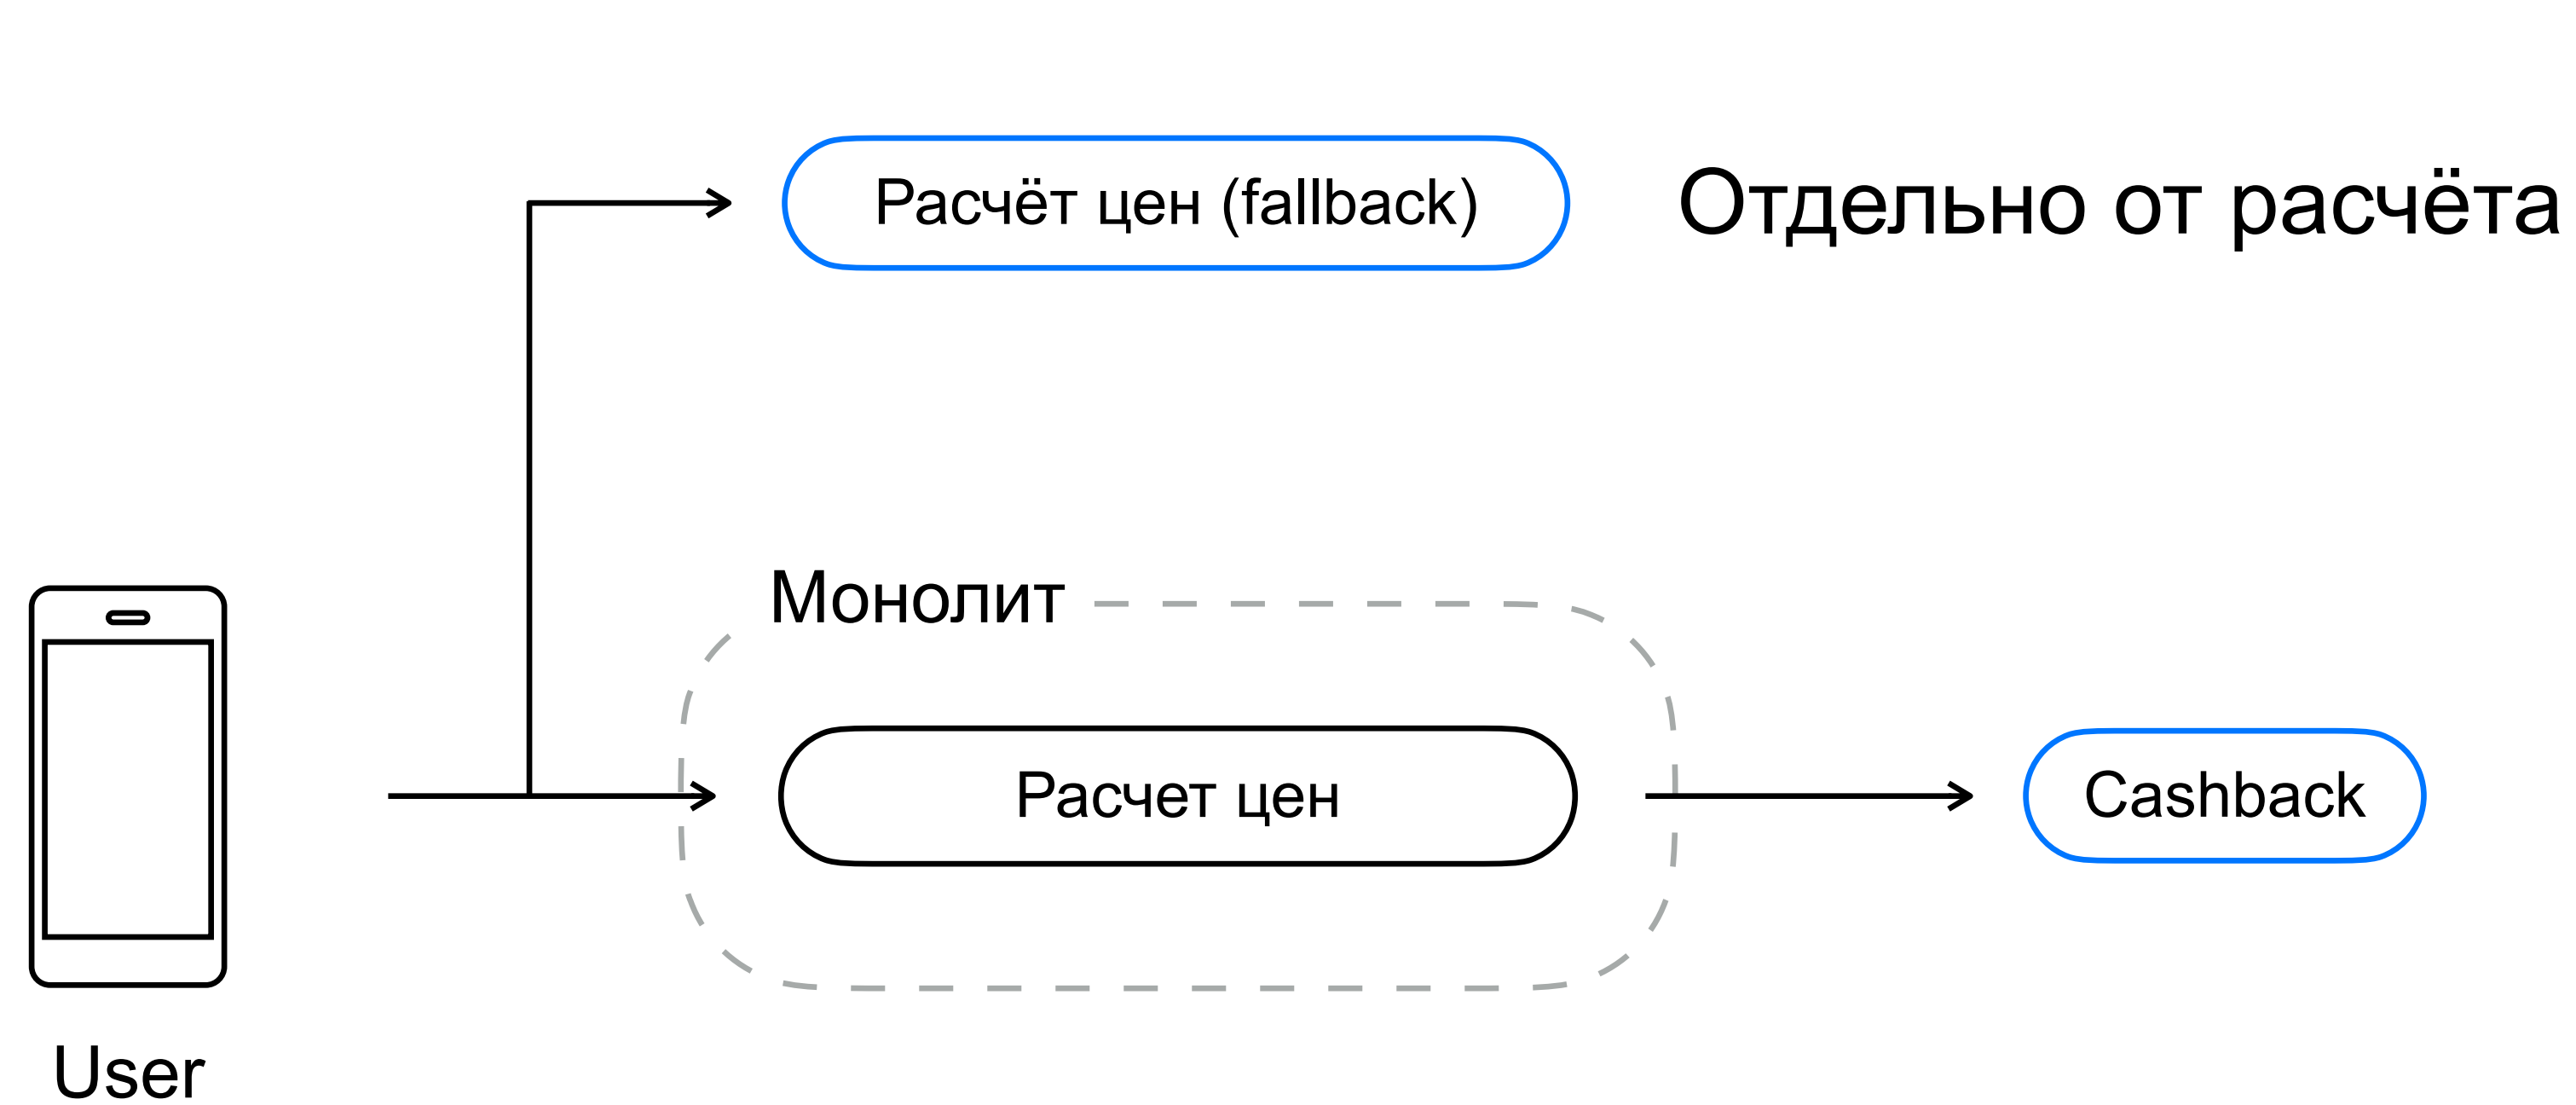 Расчёт цен (fallback)
Отдельно от расчёта
Монолит
Расчет цен
Cashback
User